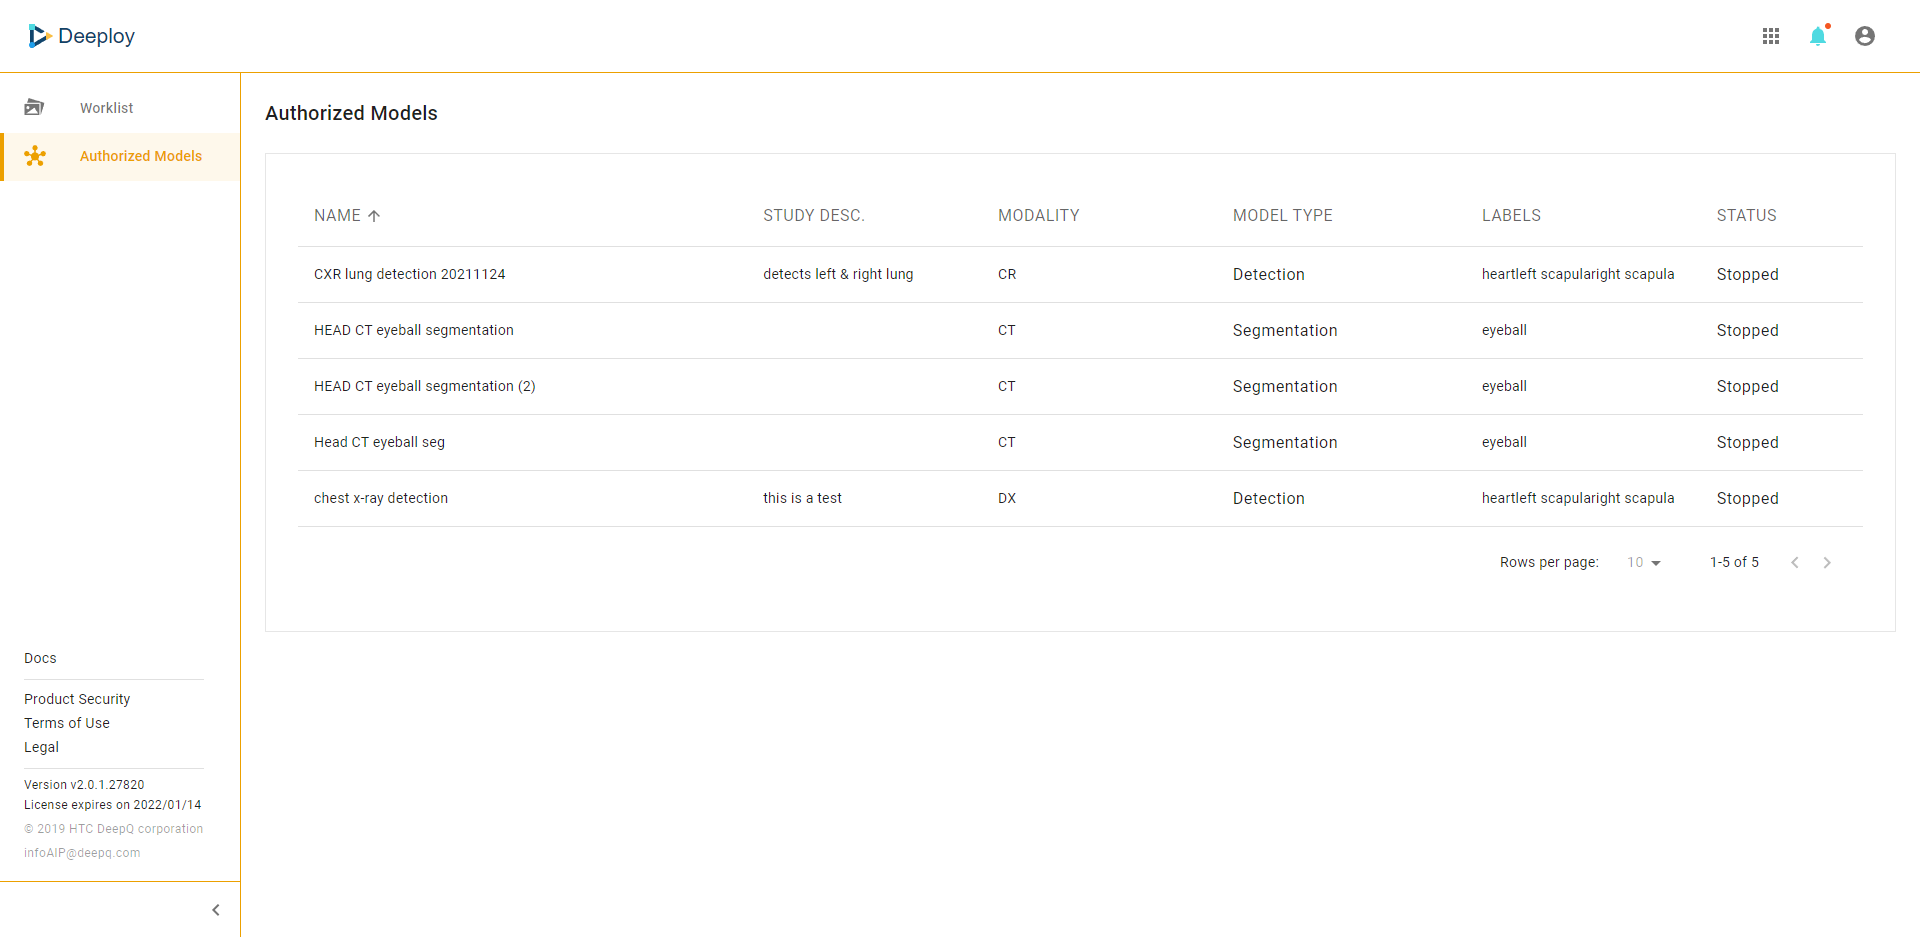 Deeploy
Worklist
Authorized Models
Authorized Models
NAME STUDY DESC. MODALITY MODEL TYPE LABELS STATUS
CXR lung detection 20211124 detects left & right lung CR Detection heartleft scapularight scapula Stopped
HEAD CT eyeball segmentation CT Segmentation eyeball Stopped
HEAD CT eyeball segmentation (2) CT Segmentation eyeball Stopped
Head CT eyeball seg CT Segmentation eyeball Stopped
chest x-ray detection this is a test DX Detection heartleft scapularight scapula Stopped
Rows per page: 10 1-5 of 5
Docs
Product Security
Terms of Use
Legal
Version v2.0.1.27820
License expires on 2022/01/14
© 2019 HTC DeepQ corporation
infoAIP@deepq.com